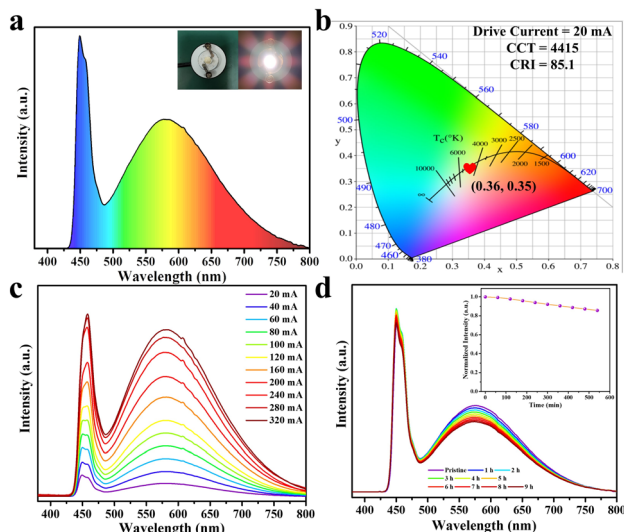 a
Intensity (a.u.)
400 450 500 550 600 650 700 750 800
Wavelength (nm)
b
Drive Current = 20 mA
CCT = 4415
CRI = 85.1
0.9
0.8
0.7
0.6
0.5
0.4
0.3
0.2
0.1
0.0
y
520
540
560
500
580
600
620
700
490
480
470
460
380
Tc(°K)
4000
3000
2500
6000
10000
2000
1500
∞
(0.36, 0.35)
0.0 0.1 0.2 0.3 0.4 0.5 0.6 0.7 0.8
x
c
Intensity (a.u.)
20 mA
40 mA
60 mA
80 mA
100 mA
120 mA
160 mA
200 mA
240 mA
280 mA
320 mA
400 450 500 550 600 650 700 750 800
Wavelength (nm)
d
Intensity (a.u.)
Normalized Intensity (a.u.)
1.0
0.8
0.6
0.4
0.2
0.0
0 100 200 300 400 500 600
Time (min)
Pristine 1 h 2 h
3 h 4 h 5 h
6 h 7 h 8 h 9 h
400 450 500 550 600 650 700 750 800
Wavelength (nm)